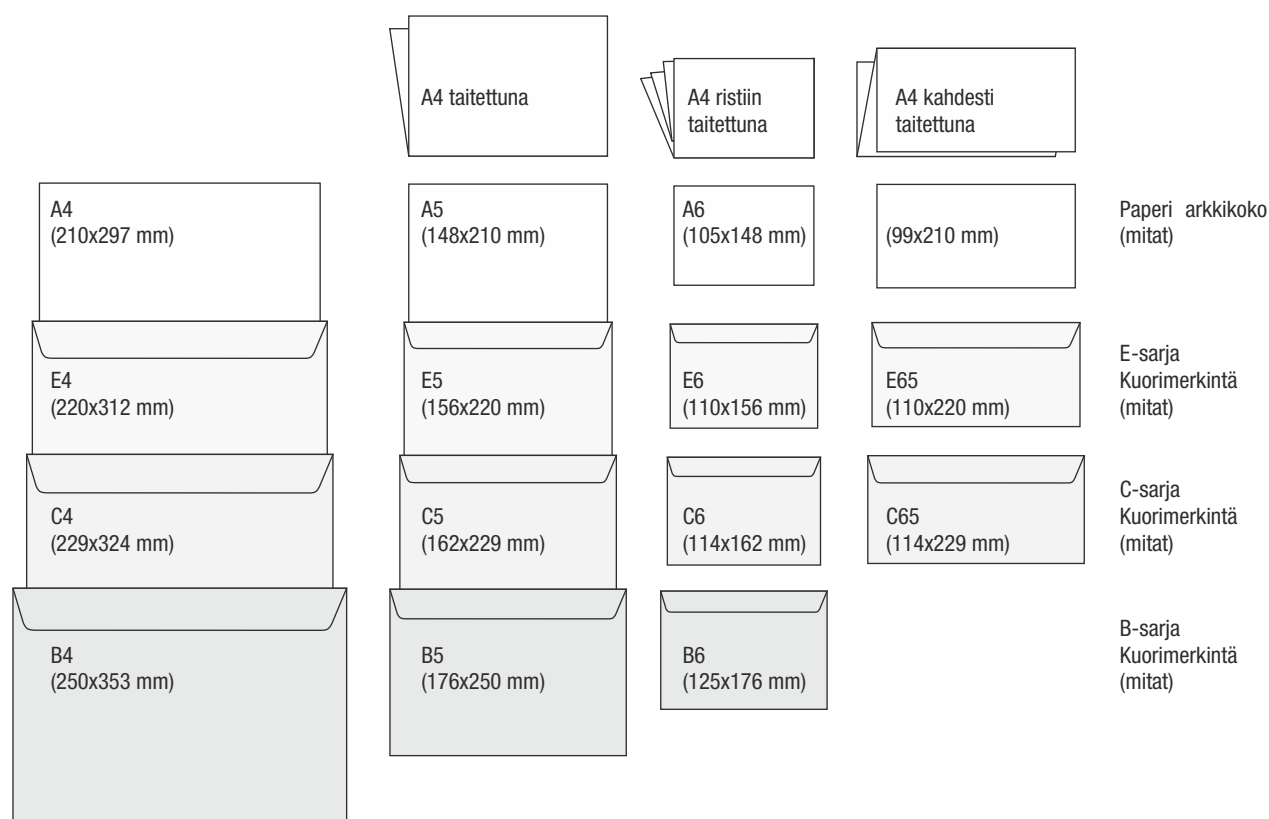 A4 taitettuna
A4 ristiin
taitettuna
A4 kahdesti
taitettuna
A4
(210x297 mm)
A5
(148x210 mm)
A6
(105x148 mm)
(99x210 mm)
Paperi arkkikoko
(mitat)
E4
(220x312 mm)
E5
(156x220 mm)
E6
(110x156 mm)
E65
(110x220 mm)
E-sarja
Kuorimerkintä
(mitat)
C4
(229x324 mm)
C5
(162x229 mm)
C6
(114x162 mm)
C65
(114x229 mm)
C-sarja
Kuorimerkintä
(mitat)
B4
(250x353 mm)
B5
(176x250 mm)
B6
(125x176 mm)
B-sarja
Kuorimerkintä
(mitat)